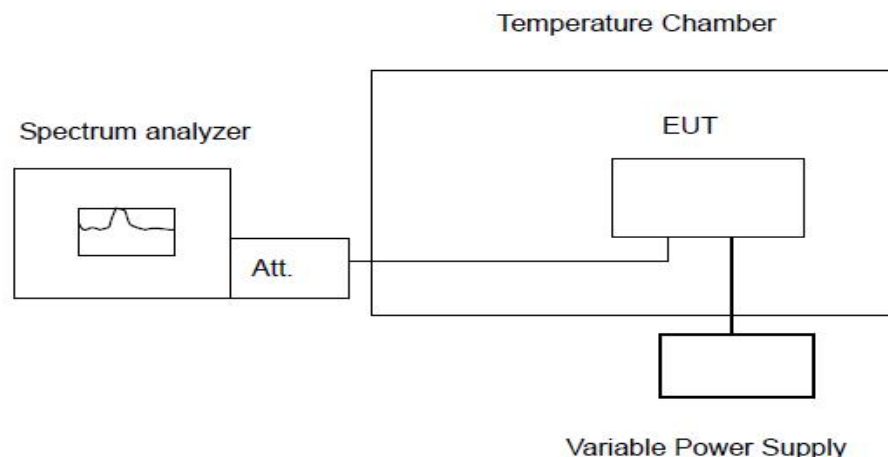 Temperature Chamber
Spectrum analyzer
EUT
Att.
Variable Power Supply